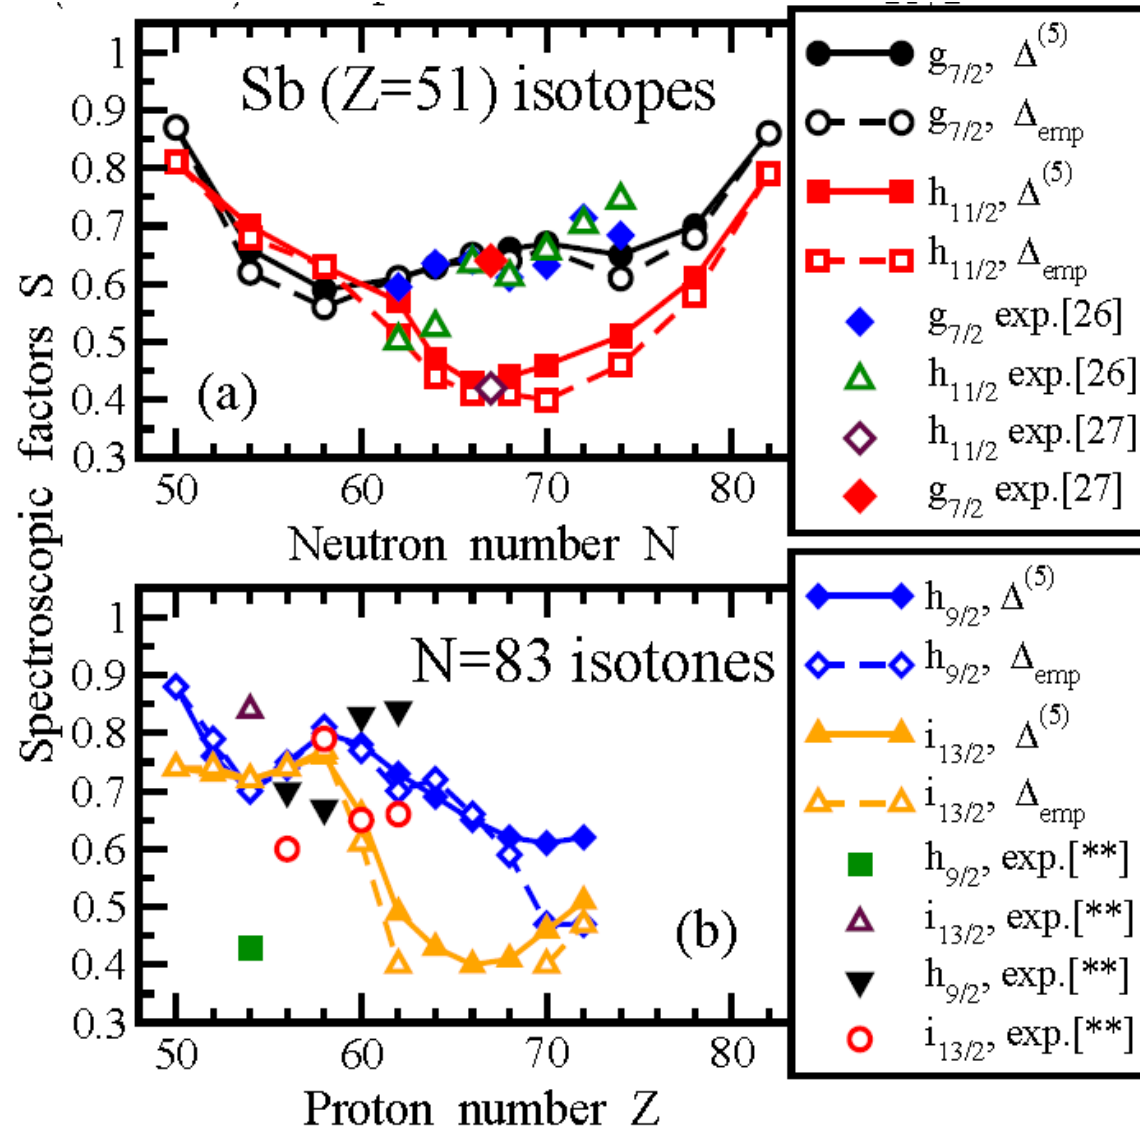 Sb (Z=51) isotopes
1
0.9
0.8
0.7
0.6
0.5
0.4
0.3
(a)
50 60 70 80
Neutron number N
Spectroscopic factors S
g7/2, Δ(5)
g7/2, Δemp
h11/2, Δ(5)
h11/2, Δemp
g7/2 exp.[26]
h11/2 exp.[26]
h11/2 exp.[27]
g7/2 exp.[27]
N=83 isotones
1
0.9
0.8
0.7
0.6
0.5
0.4
0.3
(b)
50 60 70 80
Proton number Z
h9/2, Δ(5)
h9/2, Δemp
i13/2, Δ(5)
i13/2, Δemp
h9/2, exp.[**]
i13/2, exp.[**]
h9/2, exp.[**]
i13/2, exp.[**]